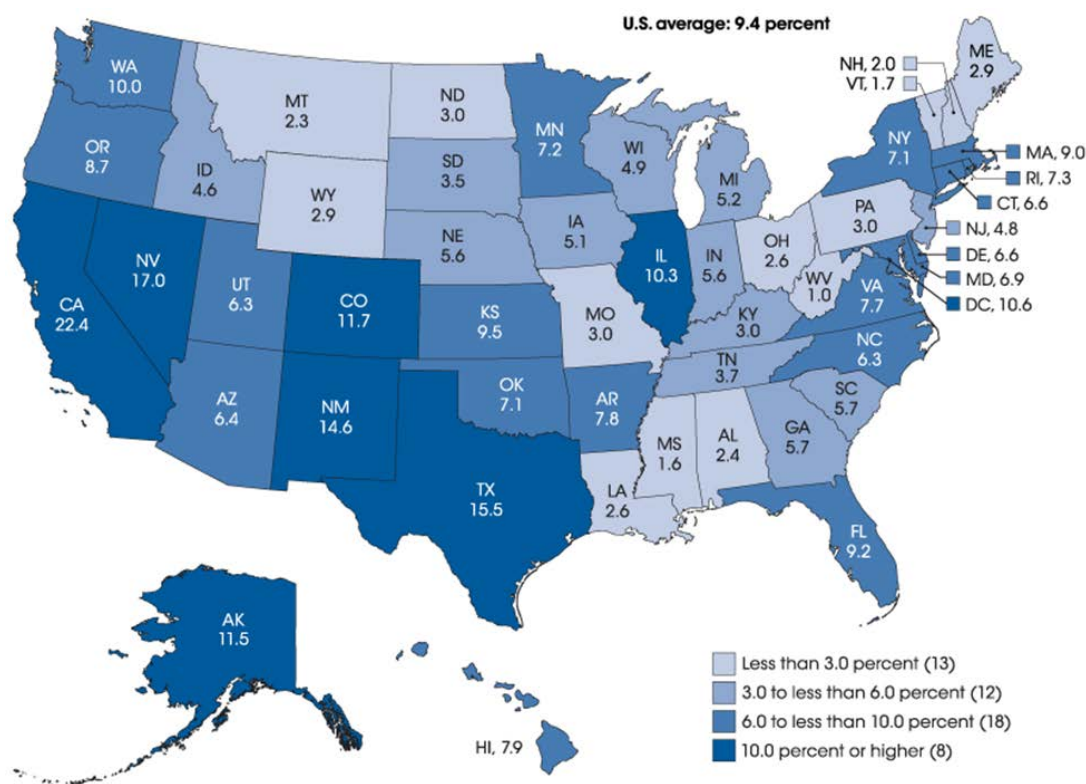 U.S. average: 9.4 percent
WA
10.0
OR
8.7
CA
22.4
NV
17.0
ID
4.6
MT
2.3
WY
2.9
UT
6.3
AZ
6.4
CO
11.7
NM
14.6
ND
3.0
SD
3.5
NE
5.6
KS
9.5
OK
7.1
TX
15.5
MN
7.2
IA
5.1
MO
3.0
AR
7.8
LA
2.6
WI
4.9
IL
10.3
MI
5.2
IN
5.6
OH
2.6
KY
3.0
TN
3.7
MS
1.6
AL
2.4
GA
5.7
FL
9.2
SC
5.7
NC
6.3
VA
7.7
WV
1.0
PA
3.0
NY
7.1
ME
2.9
NH, 2.0
VT, 1.7
MA, 9.0
RI, 7.3
CT, 6.6
NJ, 4.8
DE, 6.6
MD, 6.9
DC, 10.6
AK
11.5
HI, 7.9
Less than 3.0 percent (13)
3.0 to less than 6.0 percent (12)
6.0 to less than 10.0 percent (18)
10.0 percent or higher (8)